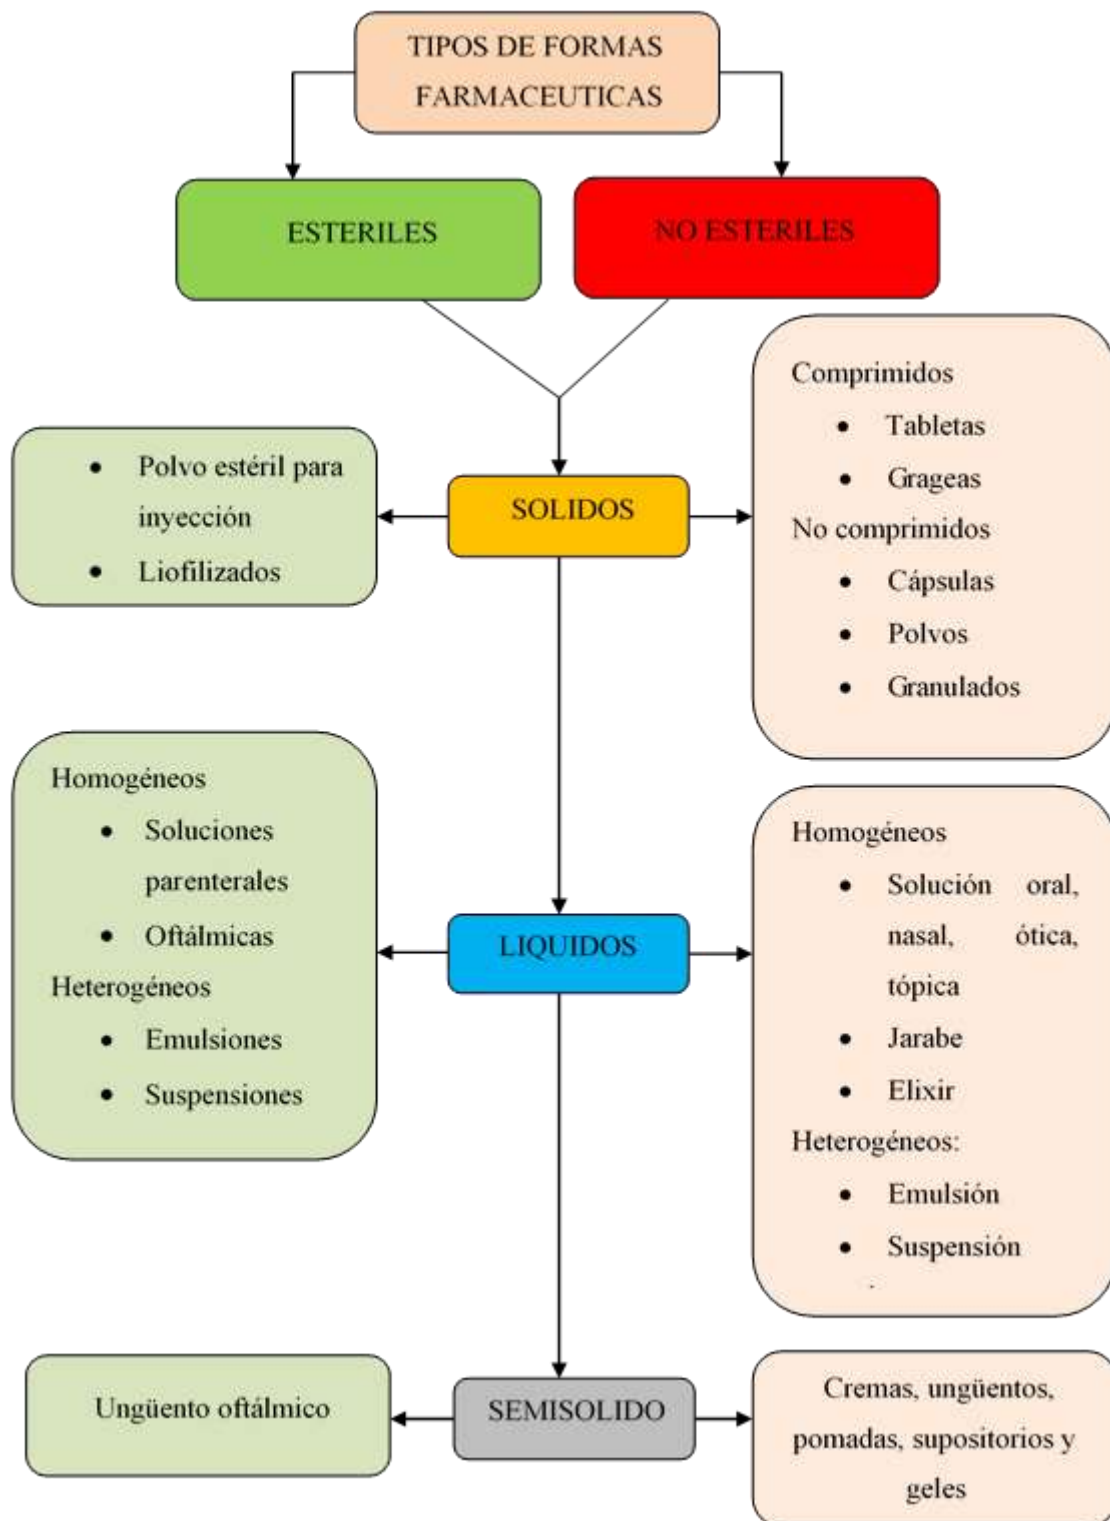 TIPOS DE FORMAS
FARMACEUTICAS
ESTERILES
NO ESTERILES
Comprimidos
• Tabletas
• Grageas
No comprimidos
• Cápsulas
• Polvos
• Granulados
• Polvo estéril para
inyección
• Liofilizados
SOLIDOS
Homogéneos
• Soluciones
parenterales
• Oftálmicas
Heterogéneos
• Emulsiones
• Suspensiones
LIQUIDOS
Homogéneos
• Solución oral,
nasal, ótica,
tópica
• Jarabe
• Elixir
Heterogéneos:
• Emulsión
• Suspensión
.
Ungüento oftálmico
SEMISOLIDO
Cremas, ungüentos,
pomadas, supositorios y
geles